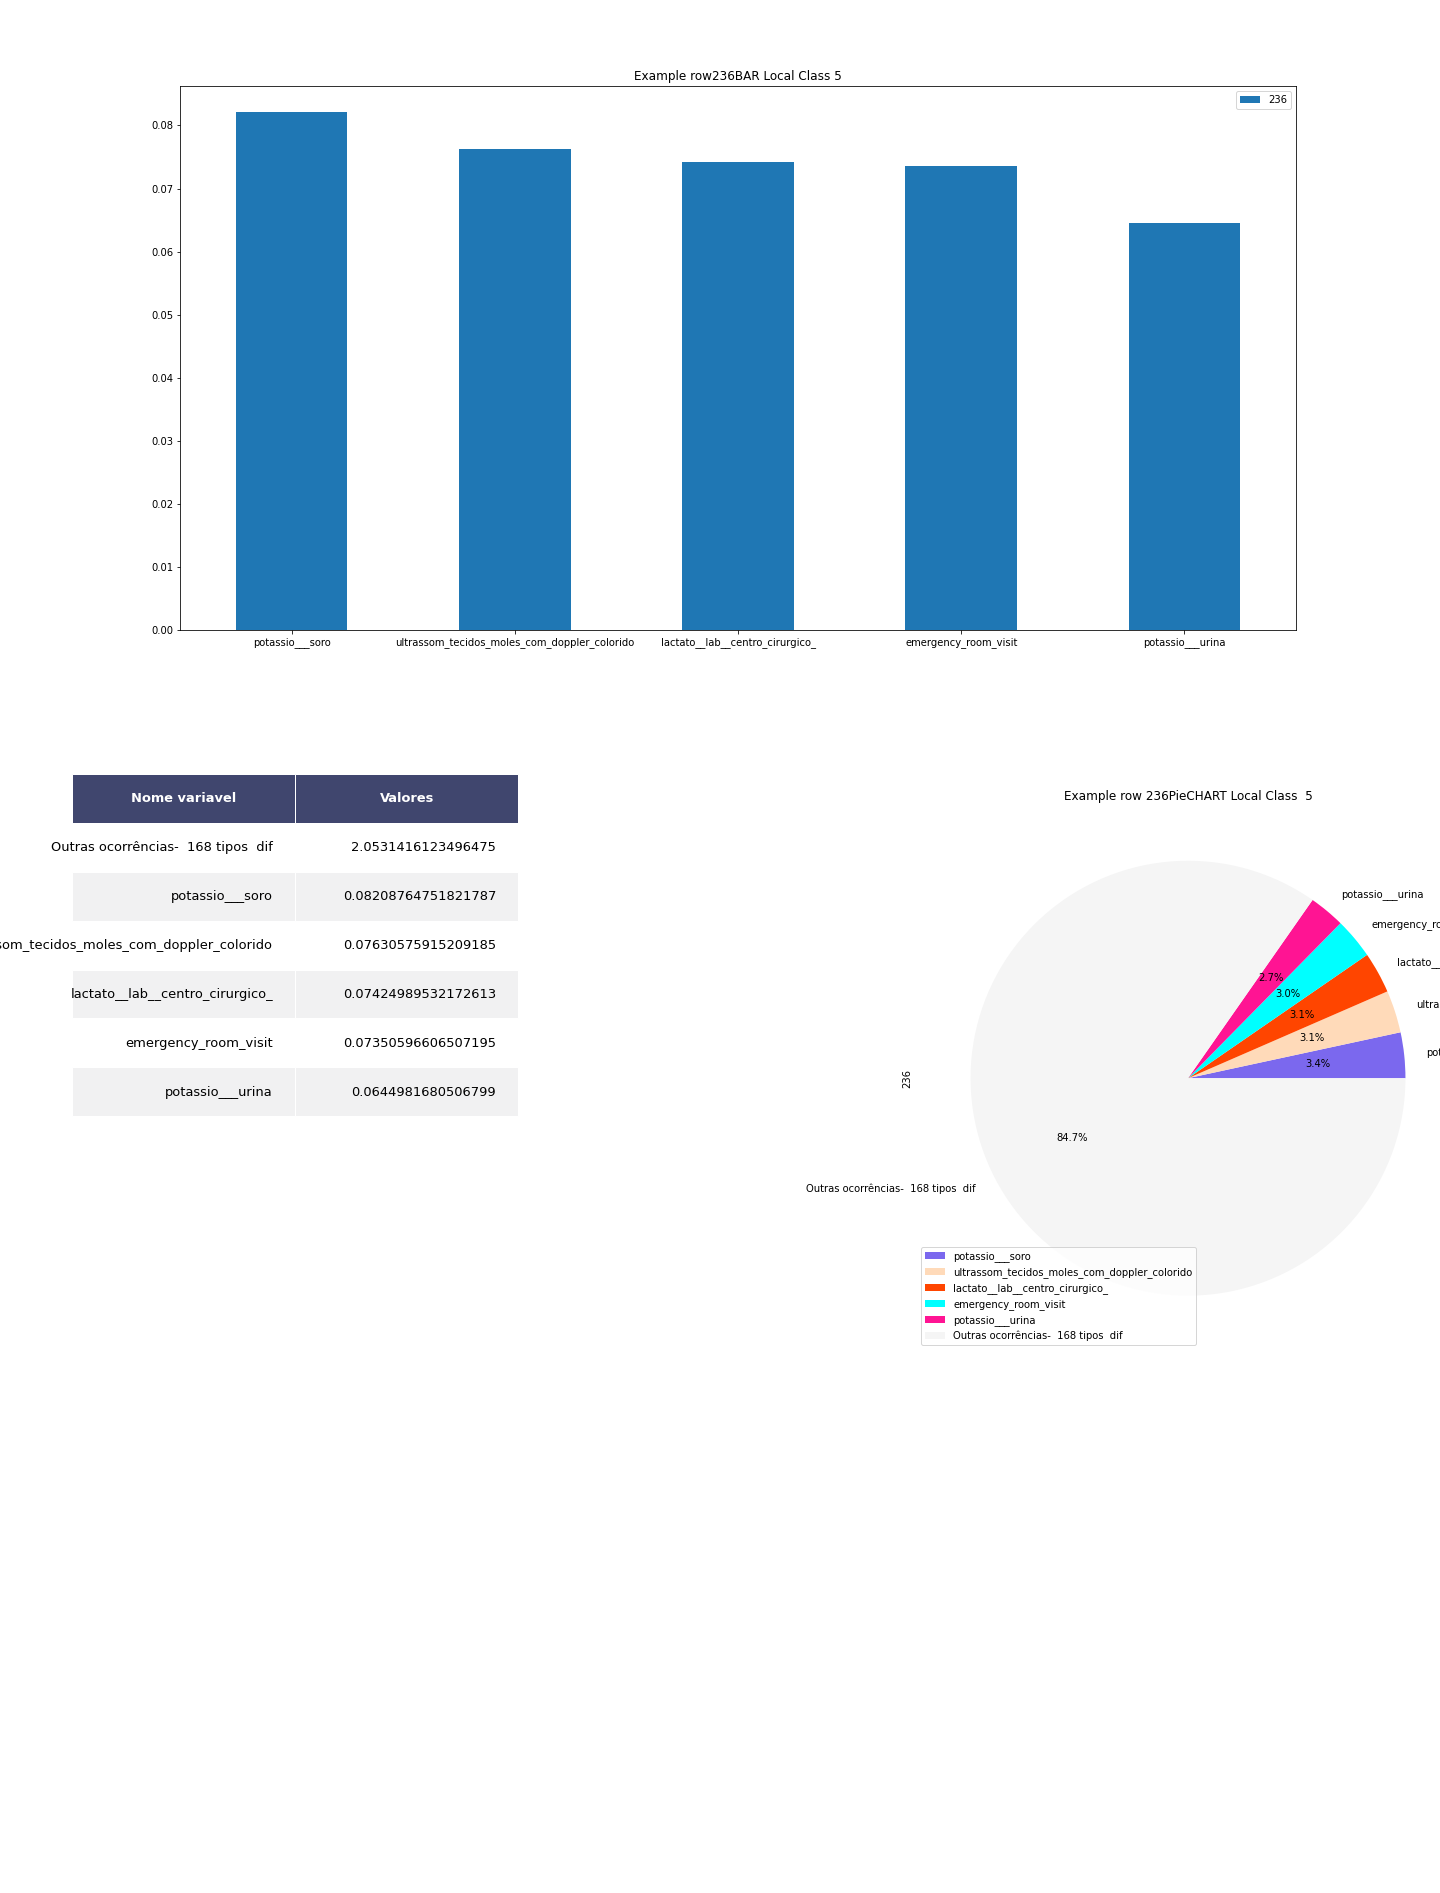 Example row236BAR Local Class 5
236
0.08
0.07
0.06
0.05
0.04
0.03
0.02
0.01
0.00
potassio___soro
ultrassom_tecidos_moles_com_doppler_colorido
lactato__lab__centro_cirurgico_
emergency_room_visit
potassio___urina
Nome variavel Valores
Outras ocorrências-  168 tipos  dif 2.0531416123496475
potassio___soro 0.08208764751821787
som_tecidos_moles_com_doppler_colorido 0.07630575915209185
lactato__lab__centro_cirurgico_ 0.07424989532172613
emergency_room_visit 0.07350596606507195
potassio___urina 0.0644981680506799
Example row 236PieCHART Local Class  5
potassio___urina
emergency_ro
lactato__
ultra
pot
2.7%
3.0%
3.1%
3.1%
3.4%
236
84.7%
Outras ocorrências-  168 tipos  dif
potassio___soro
ultrassom_tecidos_moles_com_doppler_colorido
lactato__lab__centro_cirurgico_
emergency_room_visit
potassio___urina
Outras ocorrências-  168 tipos  dif